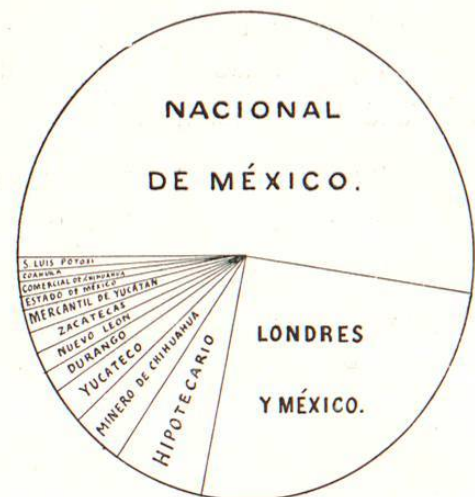 NACIONAL
DE MÉXICO.
S. LUIS POTOSI
COAHUILA
COMERCIAL DE CHIHUAHUA
ESTADO DE MÉXICO
MERCANTIL DE YUCATAN
ZACATECAS
NUEVO LEON
DURANGO
YUCATECO
MINERO DE CHIHUAHUA
HIPOTECARIO
LONDRES
Y MÉXICO.